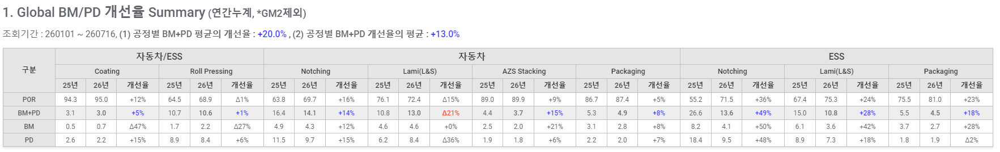 1. Global BM/PD 개선율 Summary (연간누계, *GM2제외)
조회기간 : 260101 ~ 260716, (1) 공정별 BM+PD 평균의 개선율 : +20.0% , (2) 공정별 BM+PD 개선율의 평균 : +13.0%
구분 자동차/ESS 자동차 ESS
Coating Roll Pressing Notching Lami(L&S) AZS Stacking Packaging Notching Lami(L&S) Packaging
25년 26년 개선율 25년 26년 개선율 25년 26년 개선율 25년 26년 개선율 25년 26년 개선율 25년 26년 개선율 25년 26년 개선율 25년 26년 개선율 25년 26년 개선율
POR 94.3 95.0 +12% 64.5 68.9 Δ1% 63.8 69.7 +16% 76.1 72.4 Δ15% 89.0 89.9 +9% 86.7 87.4 +5% 55.2 71.5 +36% 67.4 75.3 +24% 75.5 81.0 +23%
BM+PD 3.1 3.0 +5% 10.7 10.6 +1% 16.4 14.1 +14% 10.8 13.0 Δ21% 4.4 3.7 +15% 5.3 4.9 +8% 26.6 13.6 +49% 15.0 10.8 +28% 5.5 4.5 +18%
BM 0.5 0.7 Δ47% 1.7 2.2 Δ27% 4.9 4.3 +12% 4.6 4.6 +0% 2.5 2.0 +21% 3.1 2.8 +8% 8.2 4.1 +50% 6.1 3.6 +42% 3.7 2.7 +28%
PD 2.6 2.2 +15% 8.9 8.4 +6% 11.5 9.7 +15% 6.2 8.4 Δ36% 1.9 1.8 +6% 2.2 2.0 +7% 18.4 9.5 +48% 8.9 7.3 +18% 1.8 1.9 Δ2%